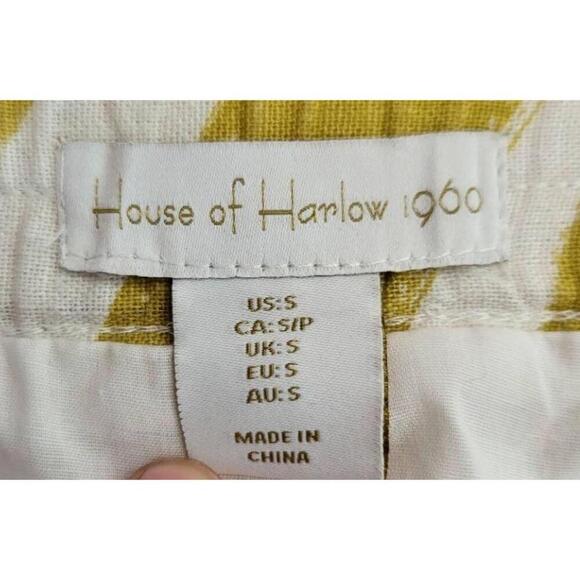 House of Harlow 1960
US: S
CA: S/P
UK: S
EU: S
AU: S
MADE IN
CHINA